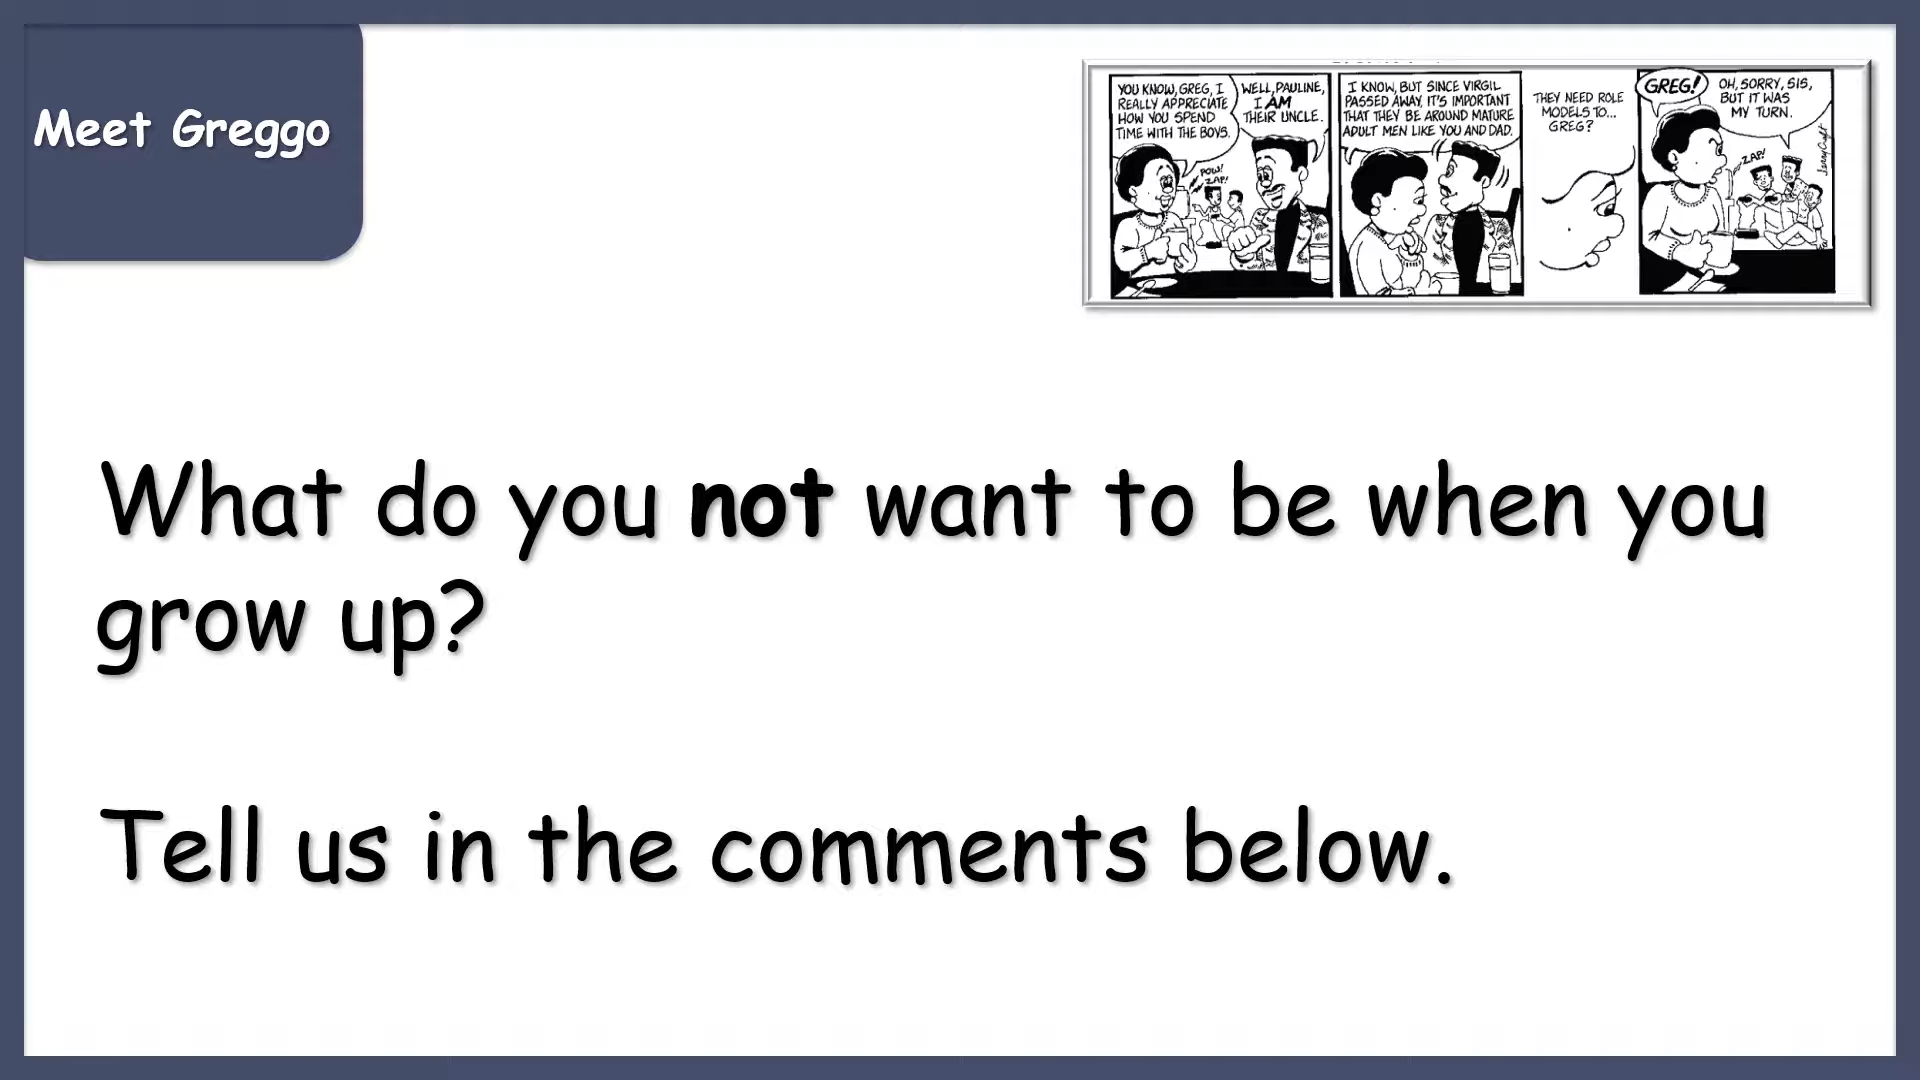 Meet Greggo
YOU KNOW, GREG, I
REALLY APPRECIATE
HOW YOU SPEND
TIME WITH THE BOYS.
WELL, PAULINE,
I AM
THEIR UNCLE.
POW!
ZAP!
I KNOW, BUT SINCE VIRGIL
PASSED AWAY, IT'S IMPORTANT
THAT THEY BE AROUND MATURE
ADULT MEN LIKE YOU AND DAD.
THEY NEED ROLE
MODELS TO...
GREG?
GREG!
OH, SORRY, SIS,
BUT IT WAS
MY TURN.
ZAP!
Jerry Craft
What do you not want to be when you
grow up?
Tell us in the comments below.